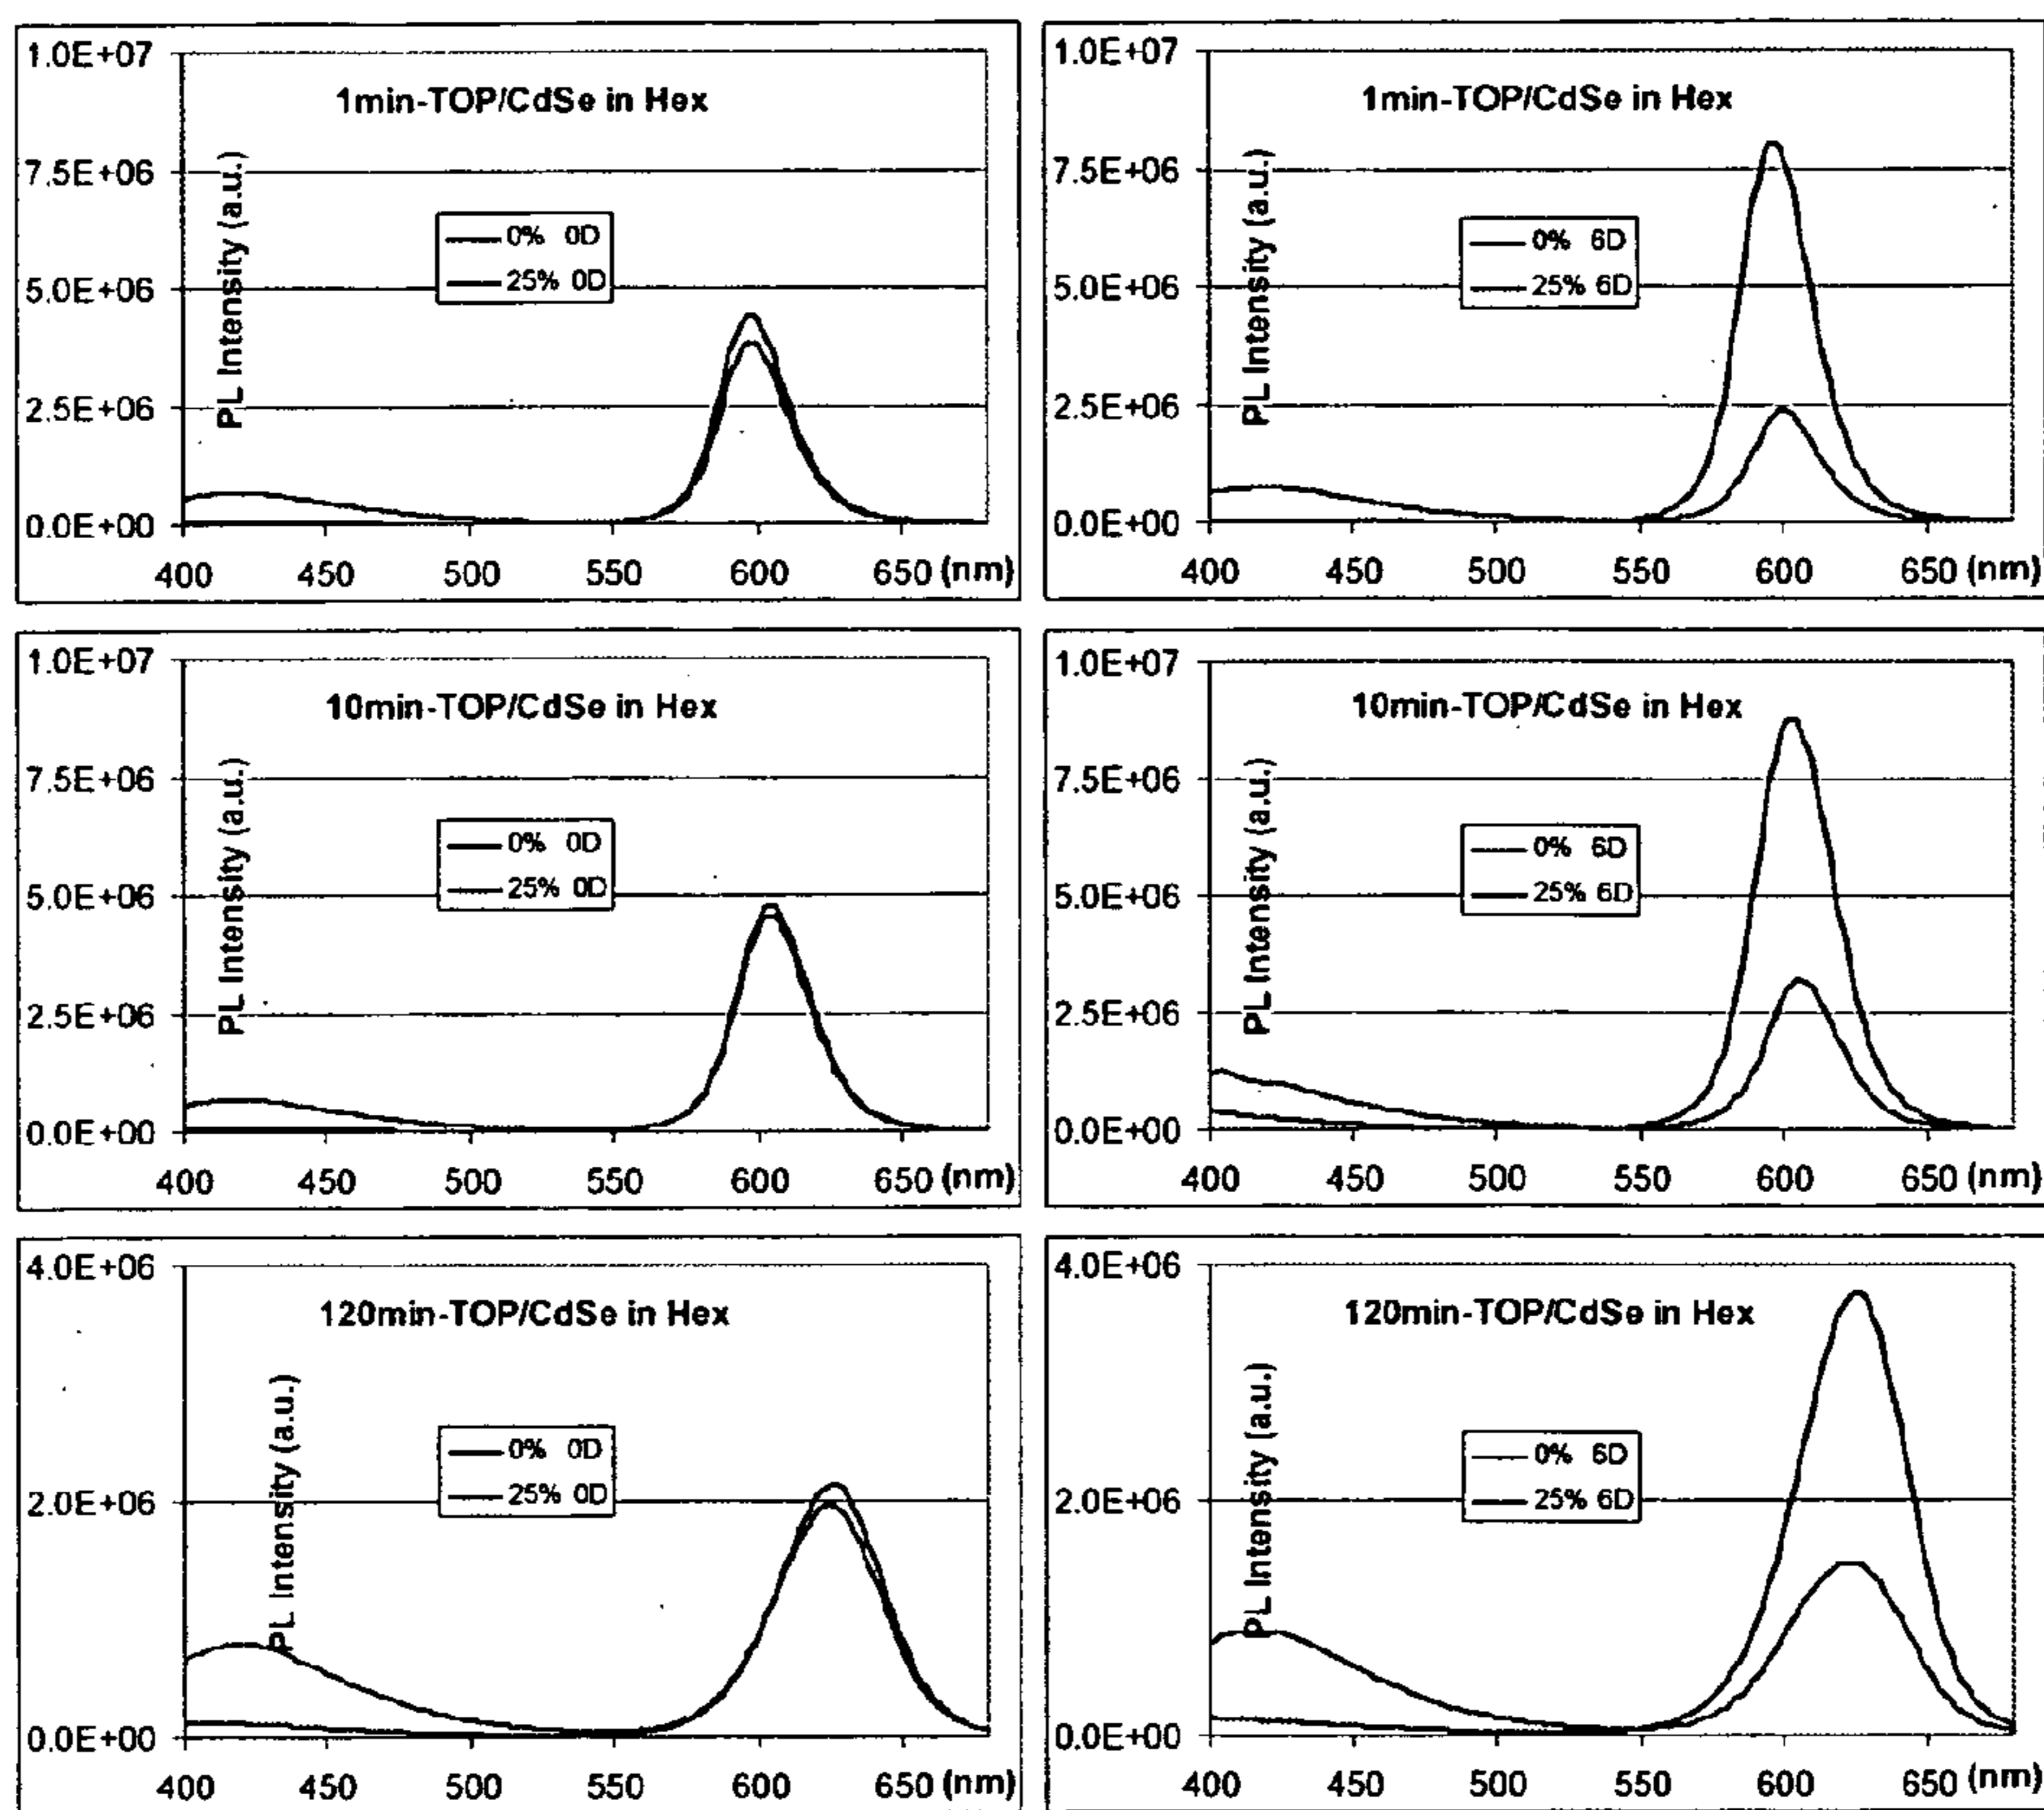 1.0E+07
1min-TOP/CdSe in Hex
7.5E+06
PL Intensity (a.u.)
0% 0D
25% 0D
5.0E+06
2.5E+06
0.0E+00
400 450 500 550 600 650 (nm)
1.0E+07
1min-TOP/CdSe in Hex
7.5E+06
PL Intensity (a.u.)
0% 6D
25% 6D
5.0E+06
2.5E+06
0.0E+00
400 450 500 550 600 650 (nm)
1.0E+07
10min-TOP/CdSe in Hex
7.5E+06
PL Intensity (a.u.)
0% 0D
25% 0D
5.0E+06
2.5E+06
0.0E+00
400 450 500 550 600 650 (nm)
1.0E+07
10min-TOP/CdSe in Hex
7.5E+06
PL Intensity (a.u.)
0% 6D
25% 6D
5.0E+06
2.5E+06
0.0E+00
400 450 500 550 600 650 (nm)
4.0E+06
120min-TOP/CdSe in Hex
PL Intensity (a.u.)
0% 0D
25% 0D
2.0E+06
0.0E+00
400 450 500 550 600 650 (nm)
4.0E+06
120min-TOP/CdSe in Hex
PL Intensity (a.u.)
0% 6D
25% 6D
2.0E+06
0.0E+00
400 450 500 550 600 650 (nm)